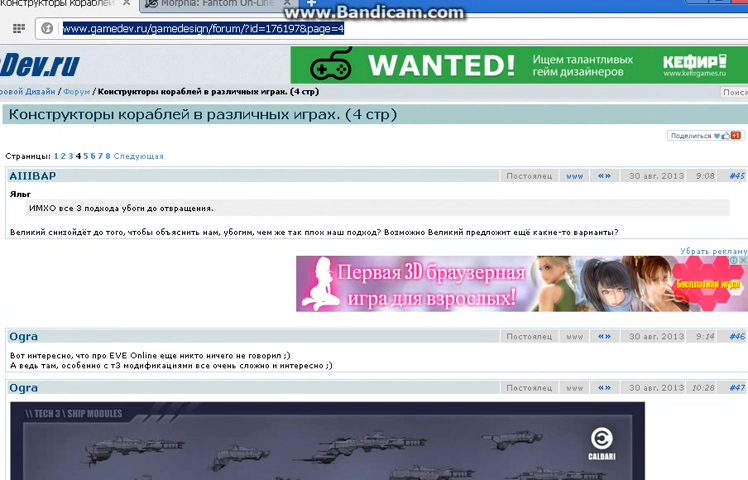 Конструкторы кораблей
Morphia: Fantom On-Line
www.Bandicam.com
www.gamedev.ru/gamedesign/forum/?id=176197&page=4
Dev.ru
WANTED!
Ищем талантливых
гейм дизайнеров
КЕФИР!
www.kefirgames.ru
ровой Дизайн / Форум / Конструкторы кораблей в различных играх. (4 стр)
Поиск
Конструкторы кораблей в различных играх. (4 стр)
Поделиться
+1
Страницы: 1 2 3 4 5 6 7 8 Следующая
AIIIBAP
Постоялец www «» 30 авг. 2013 9:08 #45
Яльг
ИМХО все 3 подхода убоги до отвращения.
Великий снизойдёт до того, чтобы объяснить нам, убогим, чем же так плох наш подход? Возможно Великий предложит ещё какие-то варианты?
Убрать рекламу
Первая 3D браузерная
игра для взрослых!
Бесплатная игра!
Ogra
Постоялец www «» 30 авг. 2013 9:14 #46
Вот интересно, что про EVE Online еще никто ничего не говорил ;)
А ведь там, особенно с т3 модификациями все очень сложно и интересно ;)
Ogra
Постоялец www «» 30 авг. 2013 10:28 #47
\\ TECH 3 \ SHIP MODULES
CALDARI